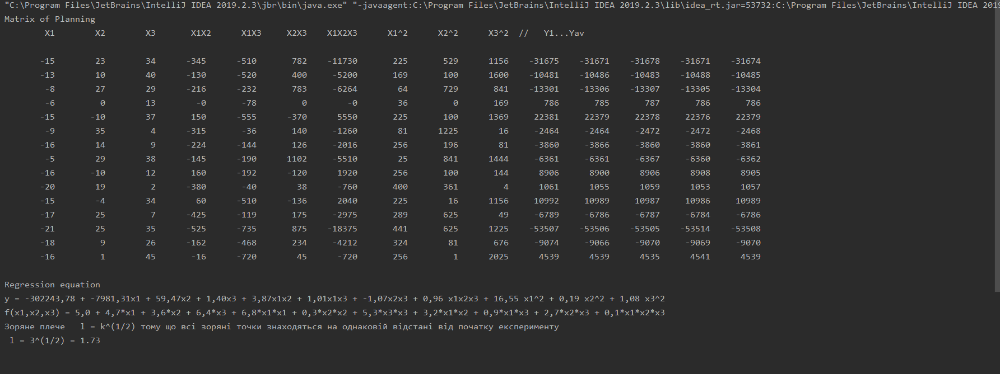 "C:\Program Files\JetBrains\IntelliJ IDEA 2019.2.3\jbr\bin\java.exe" "-javaagent:C:\Program Files\JetBrains\IntelliJ IDEA 2019.2.3\lib\idea_rt.jar=53732:C:\Program Files\JetBrains\IntelliJ IDEA 2019
Matrix of Planning
X1 X2 X3 X1X2 X1X3 X2X3 X1X2X3 X1^2 X2^2 X3^2 // Y1...Yav
-15 23 34 -345 -510 782 -11730 225 529 1156 -31675 -31671 -31678 -31671 -31674
-13 10 40 -130 -520 400 -5200 169 100 1600 -10481 -10486 -10483 -10488 -10485
-8 27 29 -216 -232 783 -6264 64 729 841 -13301 -13306 -13307 -13305 -13304
-6 0 13 -0 -78 0 -0 36 0 169 786 785 787 786 786
-15 -10 37 150 -555 -370 5550 225 100 1369 22381 22379 22378 22376 22379
-9 35 4 -315 -36 140 -1260 81 1225 16 -2464 -2464 -2472 -2472 -2468
-16 14 9 -224 -144 126 -2016 256 196 81 -3860 -3866 -3860 -3860 -3861
-5 29 38 -145 -190 1102 -5510 25 841 1444 -6361 -6361 -6367 -6360 -6362
-16 -10 12 160 -192 -120 1920 256 100 144 8906 8900 8906 8908 8905
-20 19 2 -380 -40 38 -760 400 361 4 1061 1055 1059 1053 1057
-15 -4 34 60 -510 -136 2040 225 16 1156 10992 10989 10987 10986 10989
-17 25 7 -425 -119 175 -2975 289 625 49 -6789 -6786 -6787 -6784 -6786
-21 25 35 -525 -735 875 -18375 441 625 1225 -53507 -53506 -53505 -53514 -53508
-18 9 26 -162 -468 234 -4212 324 81 676 -9074 -9066 -9070 -9069 -9070
-16 1 45 -16 -720 45 -720 256 1 2025 4539 4539 4535 4541 4539
Regression equation
y = -302243,78 + -7981,31x1 + 59,47x2 + 1,40x3 + 3,87x1x2 + 1,01x1x3 + -1,07x2x3 + 0,96 x1x2x3 + 16,55 x1^2 + 0,19 x2^2 + 1,08 x3^2
f(x1,x2,x3) = 5,0 + 4,7*x1 + 3,6*x2 + 6,4*x3 + 6,8*x1*x1 + 0,3*x2*x2 + 5,3*x3*x3 + 3,2*x1*x2 + 0,9*x1*x3 + 2,7*x2*x3 + 0,1*x1*x2*x3
Зоряне плече l = k^(1/2) тому що всі зоряні точки знаходяться на однаковій відстані від початку експерименту
l = 3^(1/2) = 1.73